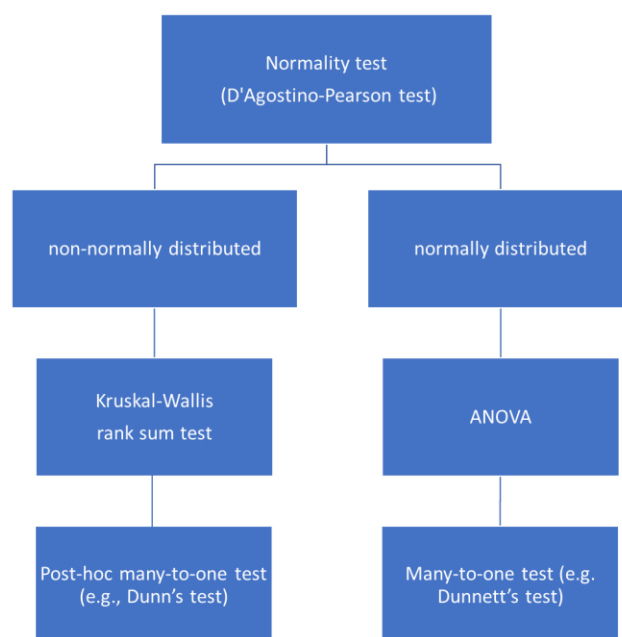 Normality test
(D'Agostino-Pearson test)
non-normally distributed
normally distributed
Kruskal-Wallis
rank sum test
ANOVA
Post-hoc many-to-one test
(e.g., Dunn’s test)
Many-to-one test (e.g.
Dunnett’s test)